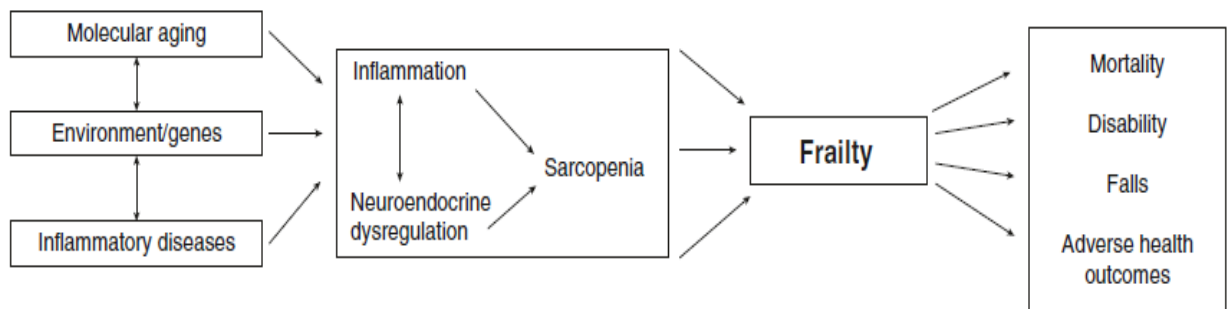 Molecular aging
Environment/genes
Inflammatory diseases
Inflammation
Neuroendocrine
dysregulation
Sarcopenia
Frailty
Mortality
Disability
Falls
Adverse health
outcomes